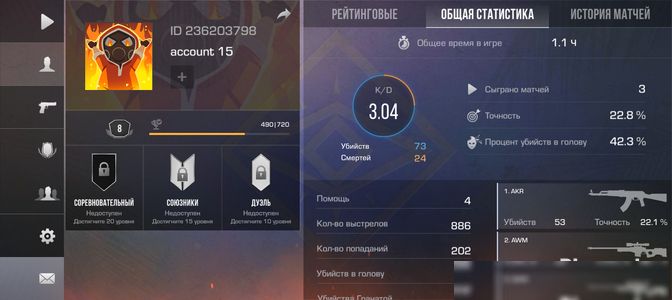 РЕЙТИНГОВЫЕ
ОБЩАЯ СТАТИСТИКА
ИСТОРИЯ МАТЧЕЙ
ID 236203798
account 15
+
8
490|720
СОРЕВНОВАТЕЛЬНЫЙ
Недоступен
Достигните 20 уровня
СОЮЗНИКИ
Недоступен
Достигните 15 уровня
ДУЭЛЬ
Недоступен
Достигните 10 уровня
Общее время в игре 1.1 ч
K/D
3.04
Убийств 73
Смертей 24
Сыграно матчей 3
Точность 22.8 %
Процент убийств в голову 42.3 %
Помощь 4
Кол-во выстрелов 886
Кол-во попаданий 202
Убийств в голову
Убийств Гранатой
1. AKR
Убийств 53 Точность 22.1 %
2. AWM